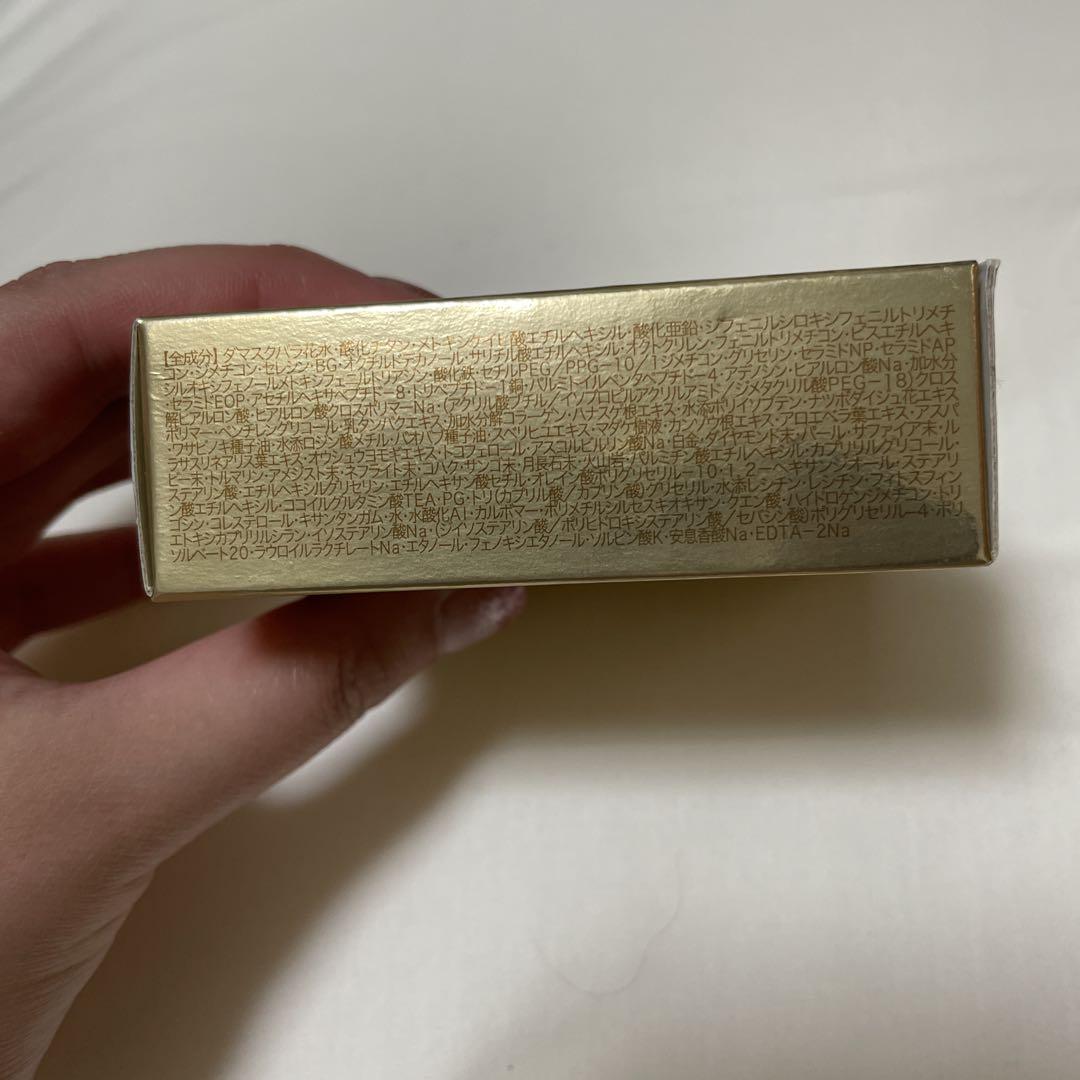 【全成分】ダマスクバラ花水・酸化チタン・メトキシケイヒ酸エチルヘキシル・酸化亜鉛・ジフェニルシロキシフェニルトリメチ
コン・ジメチコン・セレシン・BG・オクチルドデカノール・サリチル酸エチルヘキシル・オクトクリレン・フェニルトリメチコン・ビスエチルヘキ
シルオキシフェノールメトキシフェニルトリアジン・酸化鉄・セチルPEG/PPG-10/1ジメチコン・グリセリン・セラミドNP・セラミドAP
・セラミドEOP・アセチルヘキサペプチド-8・トリペプチド-1銅・パルミトイルペンタペプチド-4・アデノシン・ヒアルロン酸Na・加水分
解ヒアルロン酸・ヒアルロン酸クロスポリマーNa・(アクリル酸ブチル/イソプロピルアクリルアミド/ジメタクリル酸PEG-18)クロス
ポリマー・シロキクラゲエキス・乳タンパクエキス・加水分解コラーゲン・ハナスゲ根エキス・水添ポリイソブテン・チッポダイシュ花エキス
・ワサビノキ種子油・水添ロジン酸メチル・バオバブ種子油・スベリヒユエキス・マダケ樹液・カンゾウ根エキス・アロエベラ葉エキス・アスパ
ラサスリネアリス葉エキス・オウシュウヨモギエキス・トコフェロール・アスコルビルリン酸Na・白金・ダイヤモンド末・パール・サファイア末・ル
ビー末・トルマリン・アメシスト末・ネフライト末・コハク・サンゴ末・月長石末・火山岩・パルミチン酸エチルヘキシル・カプリリルグリコール・
ステアリン酸・エチルヘキシルグリセリン・エチルヘキサン酸セチル・オレイン酸ポリグリセリル-10・1,2-ヘキサンジオール・ステアリ
ン酸エチルヘキシル・ココイルグルタミン酸TEA・PG・トリ(カプリル酸/カプリン酸)グリセリル・水添レシチン・レシチン・グルコース・スフィン
ゴシン・コレステロール・キサンタンガム・水・水酸化Al・カルボマー・ポリメチルシルセスキオキサン・クエン酸・ハイドロゲンジメチコン・トリ
エトキシカプリリルシラン・イソステアリン酸Na・(ジイソステアリン酸/ポリヒドロキシステアリン酸/セバシン酸)ポリグリセリル-4・ポリ
ソルベート20・ラウロイルラクチレートNa・エタノール・フェノキシエタノール・ソルビン酸K・安息香酸Na・EDTA-2Na